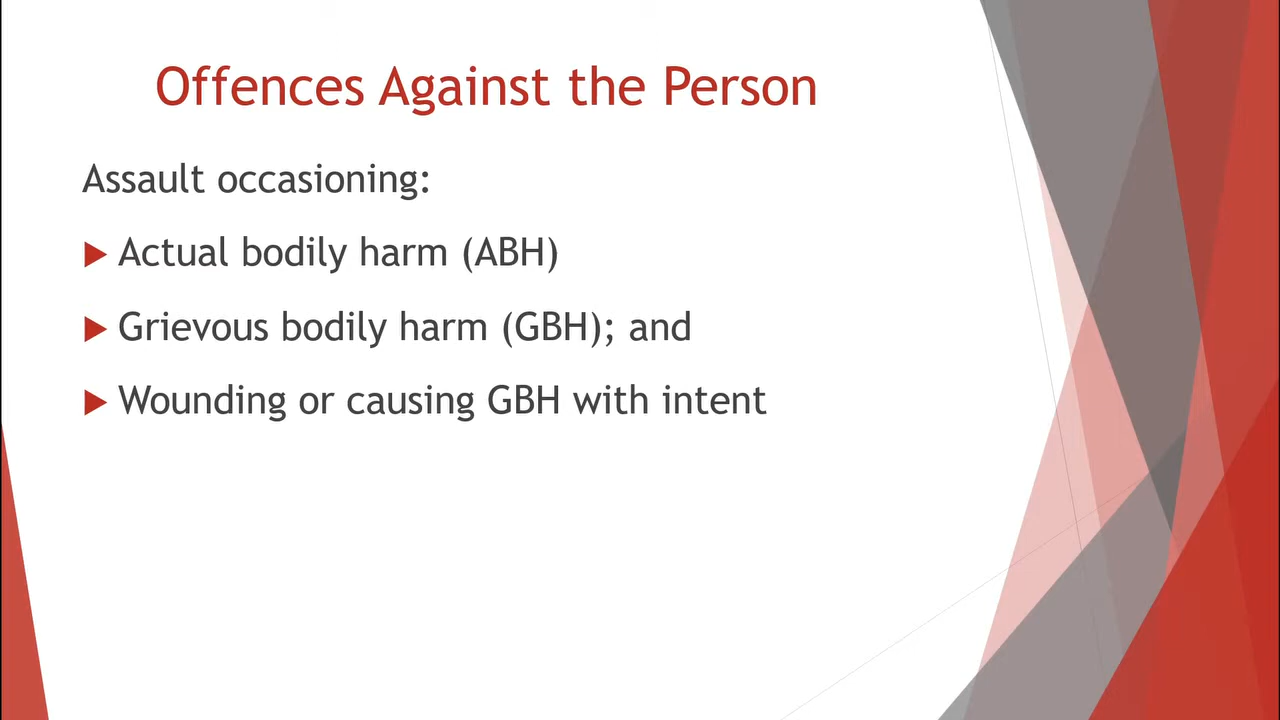 Offences Against the Person
Assault occasioning:
Actual bodily harm (ABH)
Grievous bodily harm (GBH); and
Wounding or causing GBH with intent